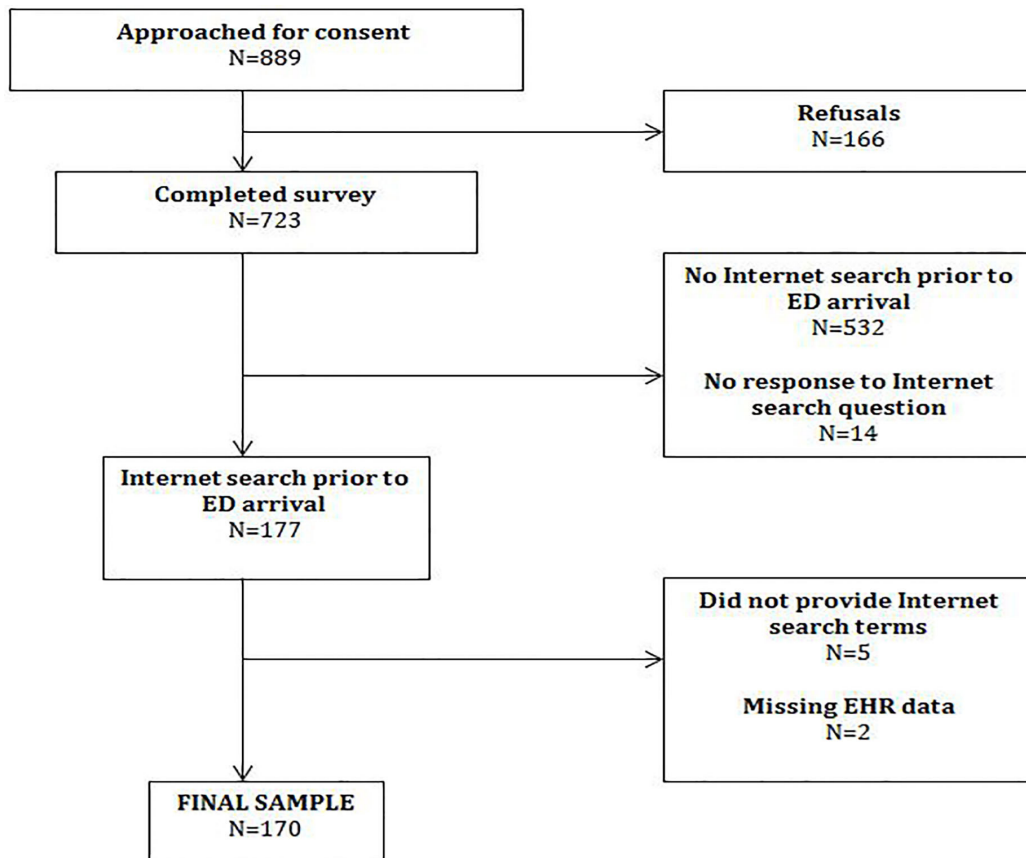 Approached for consent
N=889
Refusals
N=166
Completed survey
N=723
No Internet search prior to
ED arrival
N=532
No response to Internet
search question
N=14
Internet search prior to
ED arrival
N=177
Did not provide Internet
search terms
N=5
Missing EHR data
N=2
FINAL SAMPLE
N=170